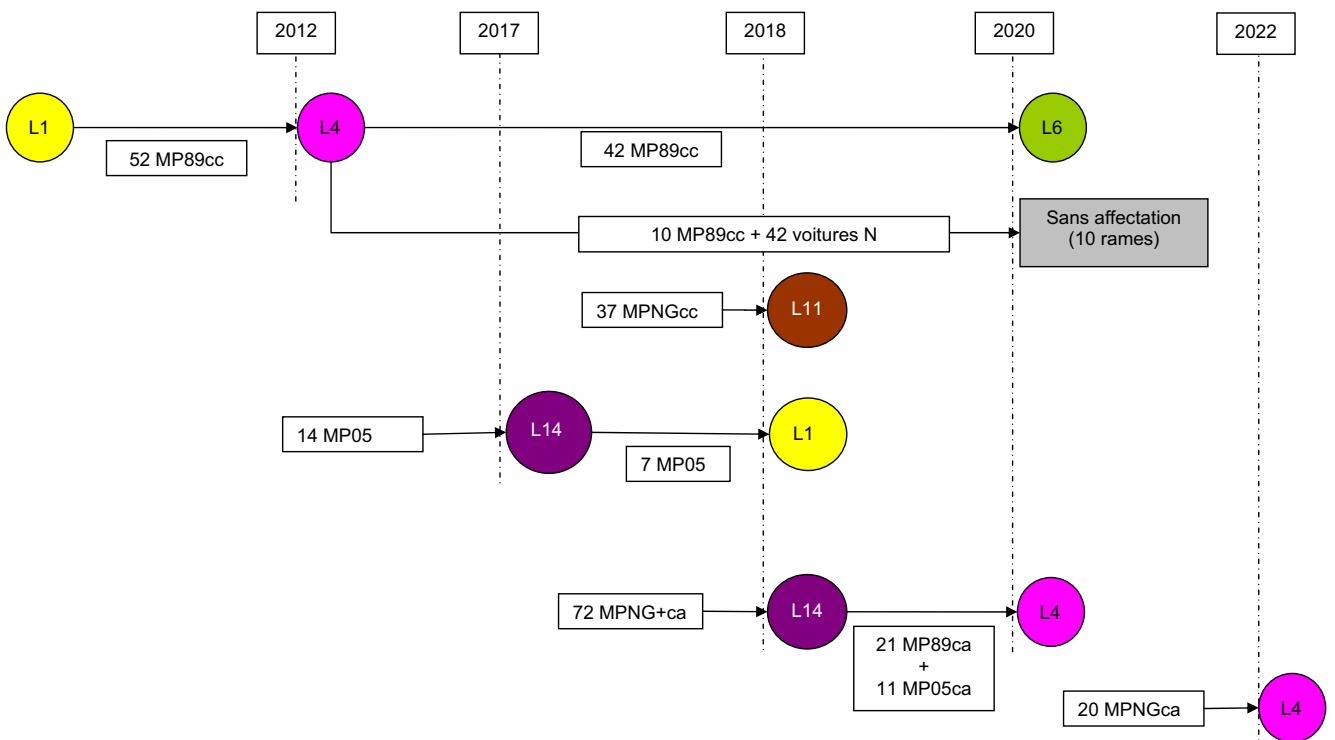 2012
2017
2018
2020
2022
L1
52 MP89cc
L4
42 MP89cc
L6
10 MP89cc + 42 voitures N
Sans affectation
(10 rames)
37 MPNGcc
L11
14 MP05
L14
7 MP05
L1
72 MPNG+ca
L14
21 MP89ca
+
11 MP05ca
L4
20 MPNGca
L4